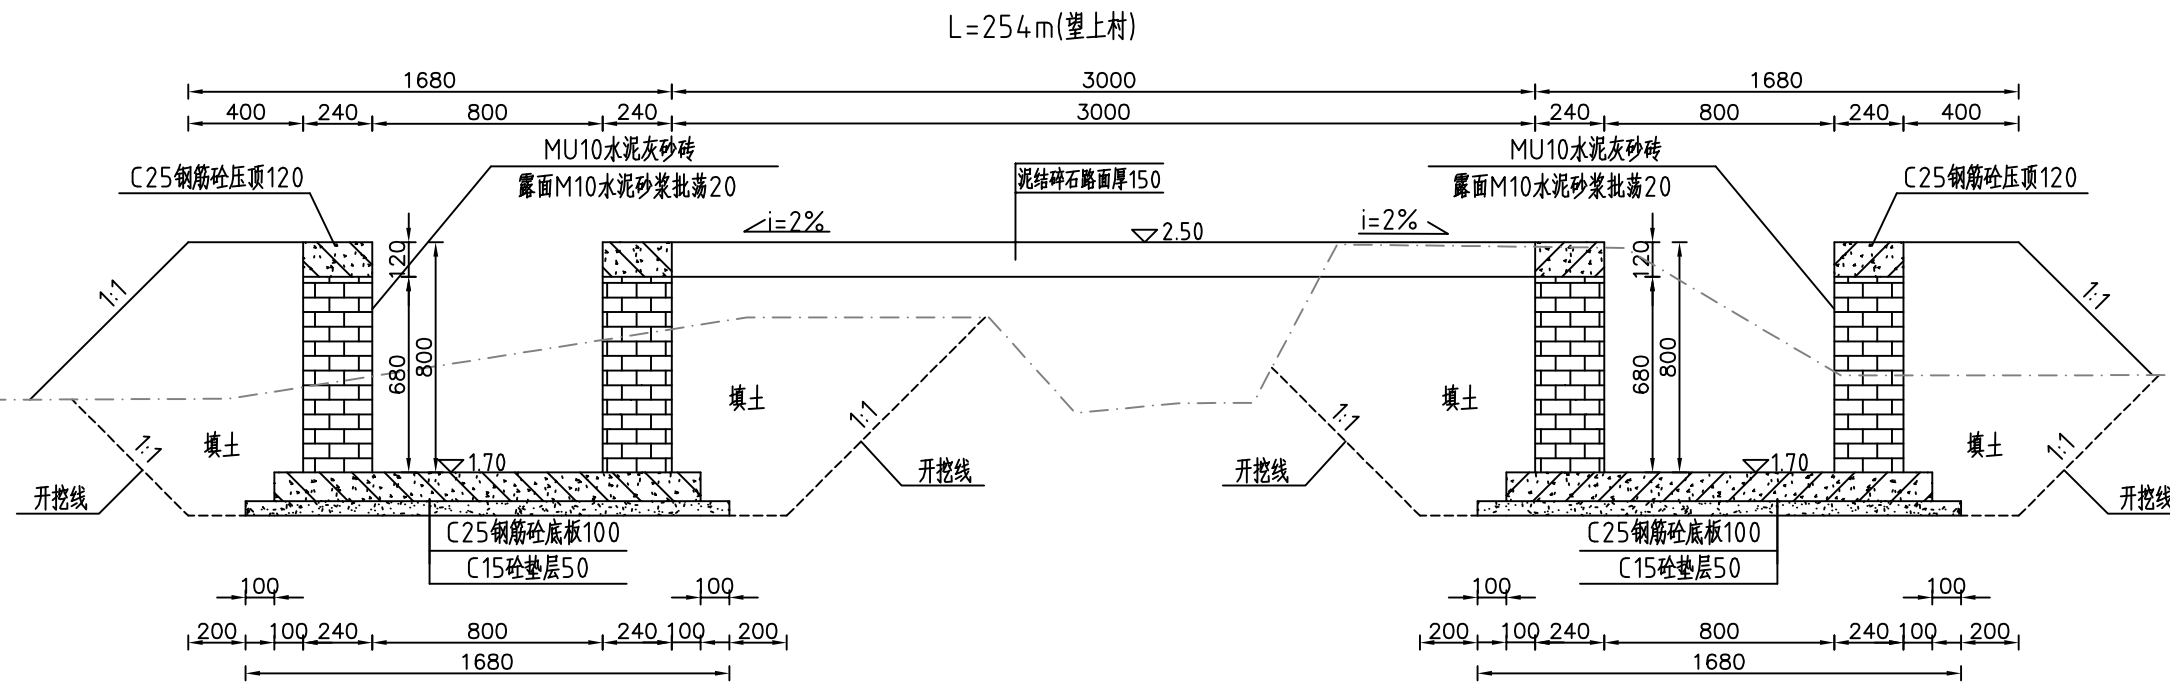 L=254m(望上村)
1680 3000 1680
400 240 800 240 3000 240 800 240 400
MU10水泥灰砂砖
露面M10水泥砂浆批荡20
C25钢筋砼压顶120
泥结碎石路面厚150
MU10水泥灰砂砖
露面M10水泥砂浆批荡20
C25钢筋砼压顶120
i=2%
2.50
i=2%
120
120
1:1
1:1
680
800
680
800
填土
填土
填土
填土
1:1
1:1
1:1
1:1
1.70
1.70
开挖线
开挖线
开挖线
开挖线
C25钢筋砼底板100
C15砼垫层50
C25钢筋砼底板100
C15砼垫层50
100 100 100 100
200 100 240 800 240 100 200 200 100 240 800 240 100 200
1680 1680